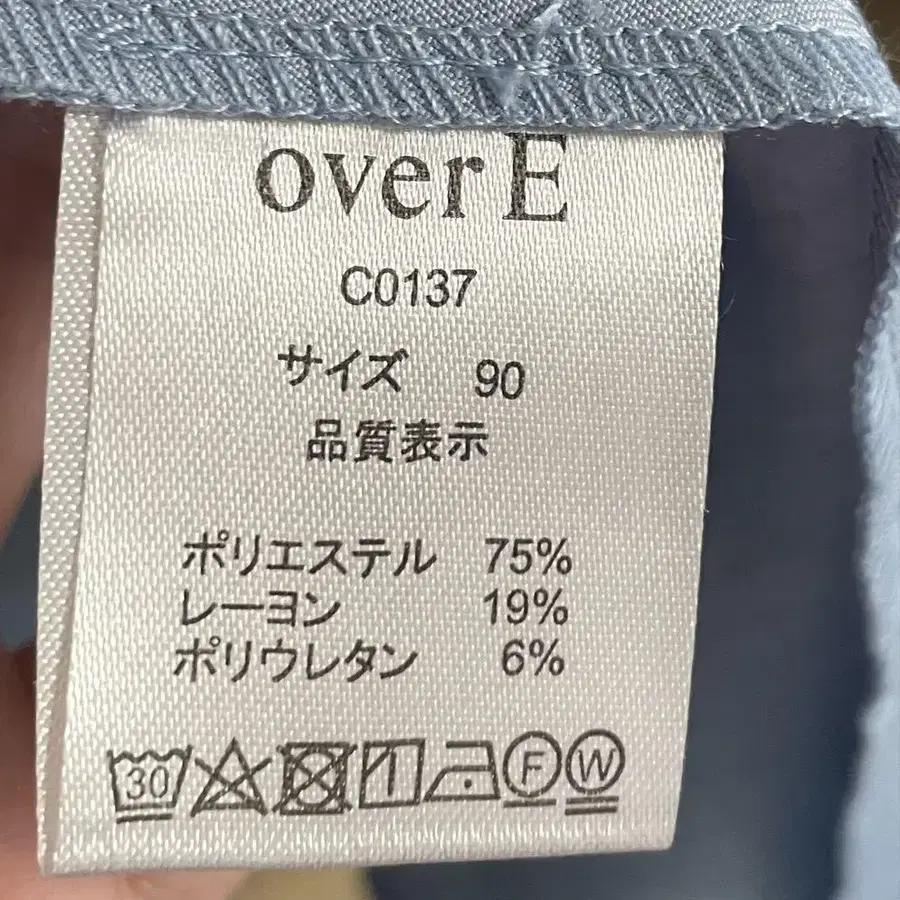 over E
C0137
サイズ 90
品質表示
ポリエステル 75%
レーヨン 19%
ポリウレタン 6%
30 F W